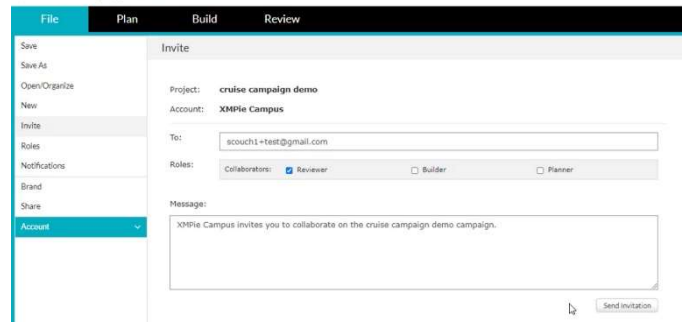 File Plan Build Review
Save
Save As
Open/Organize
New
Invite
Roles
Notifications
Brand
Share
Account
Invite
Project: cruise campaign demo
Account: XMPie Campus
To: scouch1+test@gmail.com
Roles: Collaborators: Reviewer Builder Planner
Message:
XMPie Campus invites you to collaborate on the cruise campaign demo campaign.
Send invitation